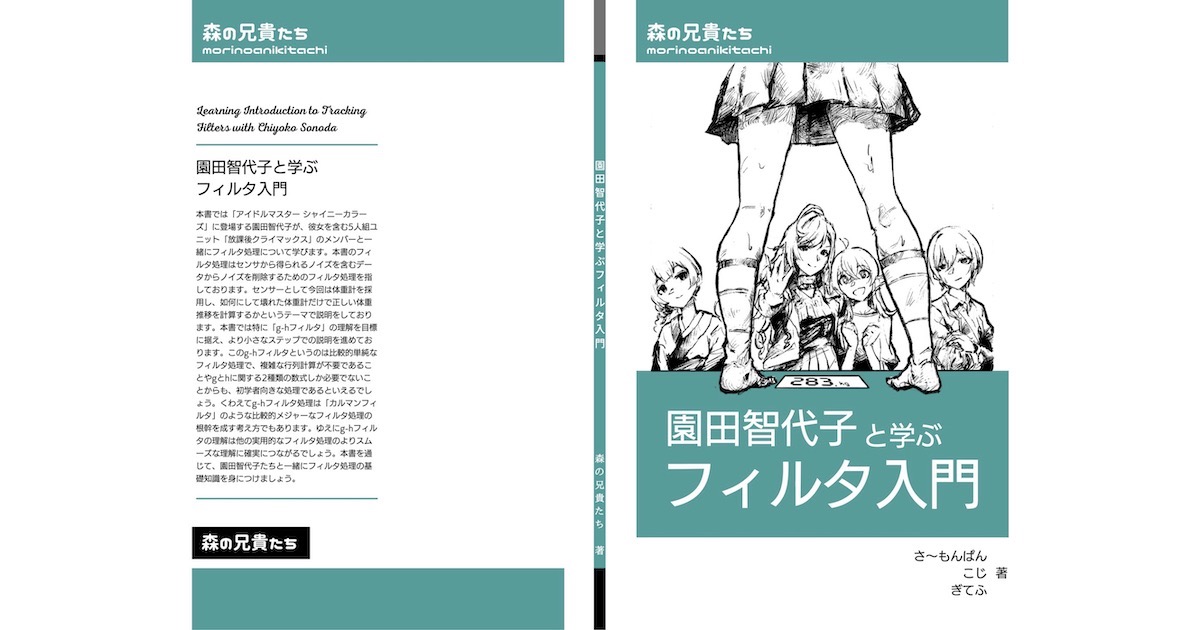 森の兄貴たち
morinoanikitachi
Learning Introduction to Tracking
Filters with Chiyoko Sonoda
園田智代子と学ぶ
フィルタ入門
本書では「アイドルマスター シャイニーカラー
ズ」に登場する園田智代子が、彼女を含む5人組ユ
ニット「放課後クライマックス」のメンバーと一
緒にフィルタ処理について学びます。本書のフィ
ルタ処理はセンサから得られるノイズを含むデー
タからノイズを削除するためのフィルタ処理を指
しております。センサーとして今回は体重計を採
用し、如何にして壊れた体重計だけで正しい体重
推移を計算するかというテーマで説明をしており
ます。本書では特に「g-hフィルタ」の理解を目標
に据え、より小さなステップでの説明を進めてお
ります。このg-hフィルタというのは比較的単純な
フィルタ処理で、複雑な行列計算が不要であるこ
とやgとhに関する2種類の数式しか必要でないこ
とからも、初学者向きな処理であるといえるでし
ょう。くわえてg-hフィルタ処理は「カルマンフィ
ルタ」のような比較的メジャーなフィルタ処理の
根幹を成す考え方でもあります。ゆえにg-hフィル
タの理解は他の実用的なフィルタ処理のよりスム
ーズな理解に確実につながるでしょう。本書を通
じて、園田智代子たちと一緒にフィルタ処理の基
礎知識を身につけましょう。
森の兄貴たち
園田智代子と学ぶフィルタ入門
森の兄貴たち 著
森の兄貴たち
morinoanikitachi
283.kg
園田智代子と学ぶ
フィルタ入門
さ〜もんぱん
こじ 著
ぎてふ